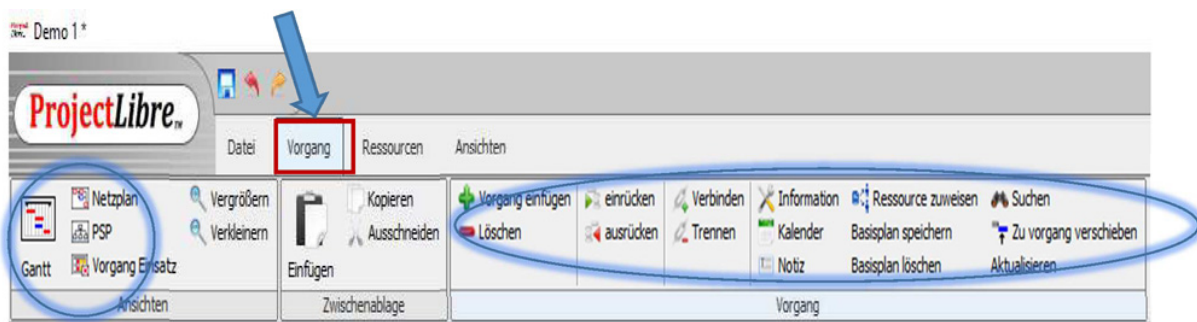 Demo 1 *
ProjectLibre TM
Datei Vorgang Ressourcen Ansichten
Netzplan Vergrößern Kopieren Vorgang einfügen einrücken Verbinden Information Ressource zuweisen Suchen
PSP Verkleinern Ausschneiden Löschen ausrücken Trennen Kalender Basisplan speichern Zu vorgang verschieben
Gantt Vorgang Einsatz Einfügen Notiz Basisplan löschen Aktualisieren
Ansichten Zwischenablage Vorgang